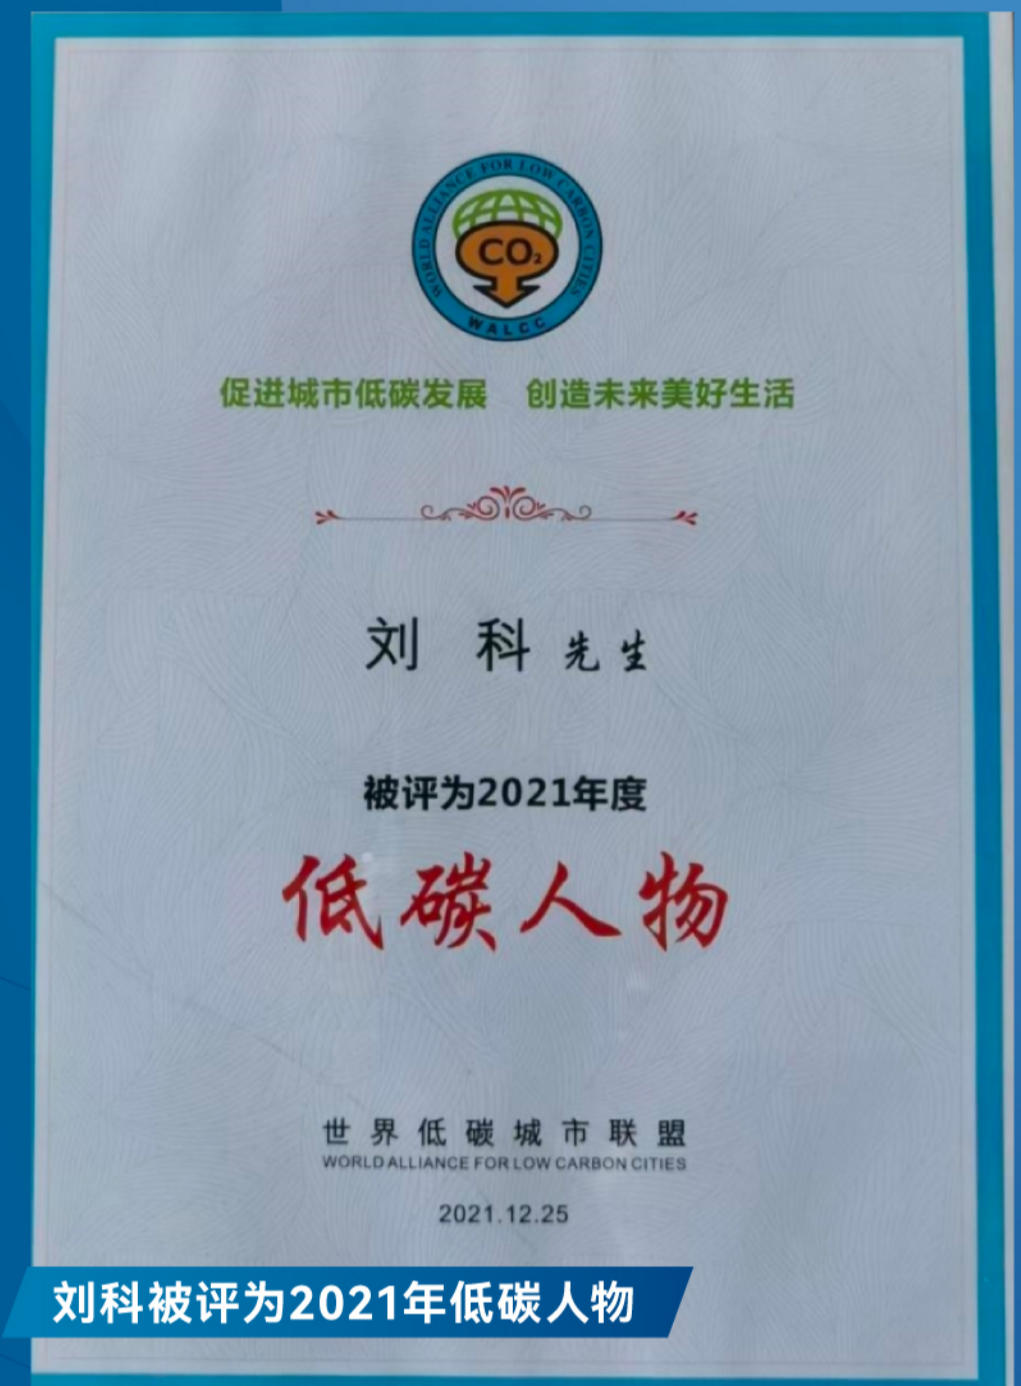 WORLD ALLIANCE FOR LOW CARBON CITIES
CO₂
WALCC
促进城市低碳发展 创造未来美好生活
刘 科 先生
被评为2021年度
低碳人物
世界低碳城市联盟
WORLD ALLIANCE FOR LOW CARBON CITIES
2021.12.25
刘科被评为2021年低碳人物